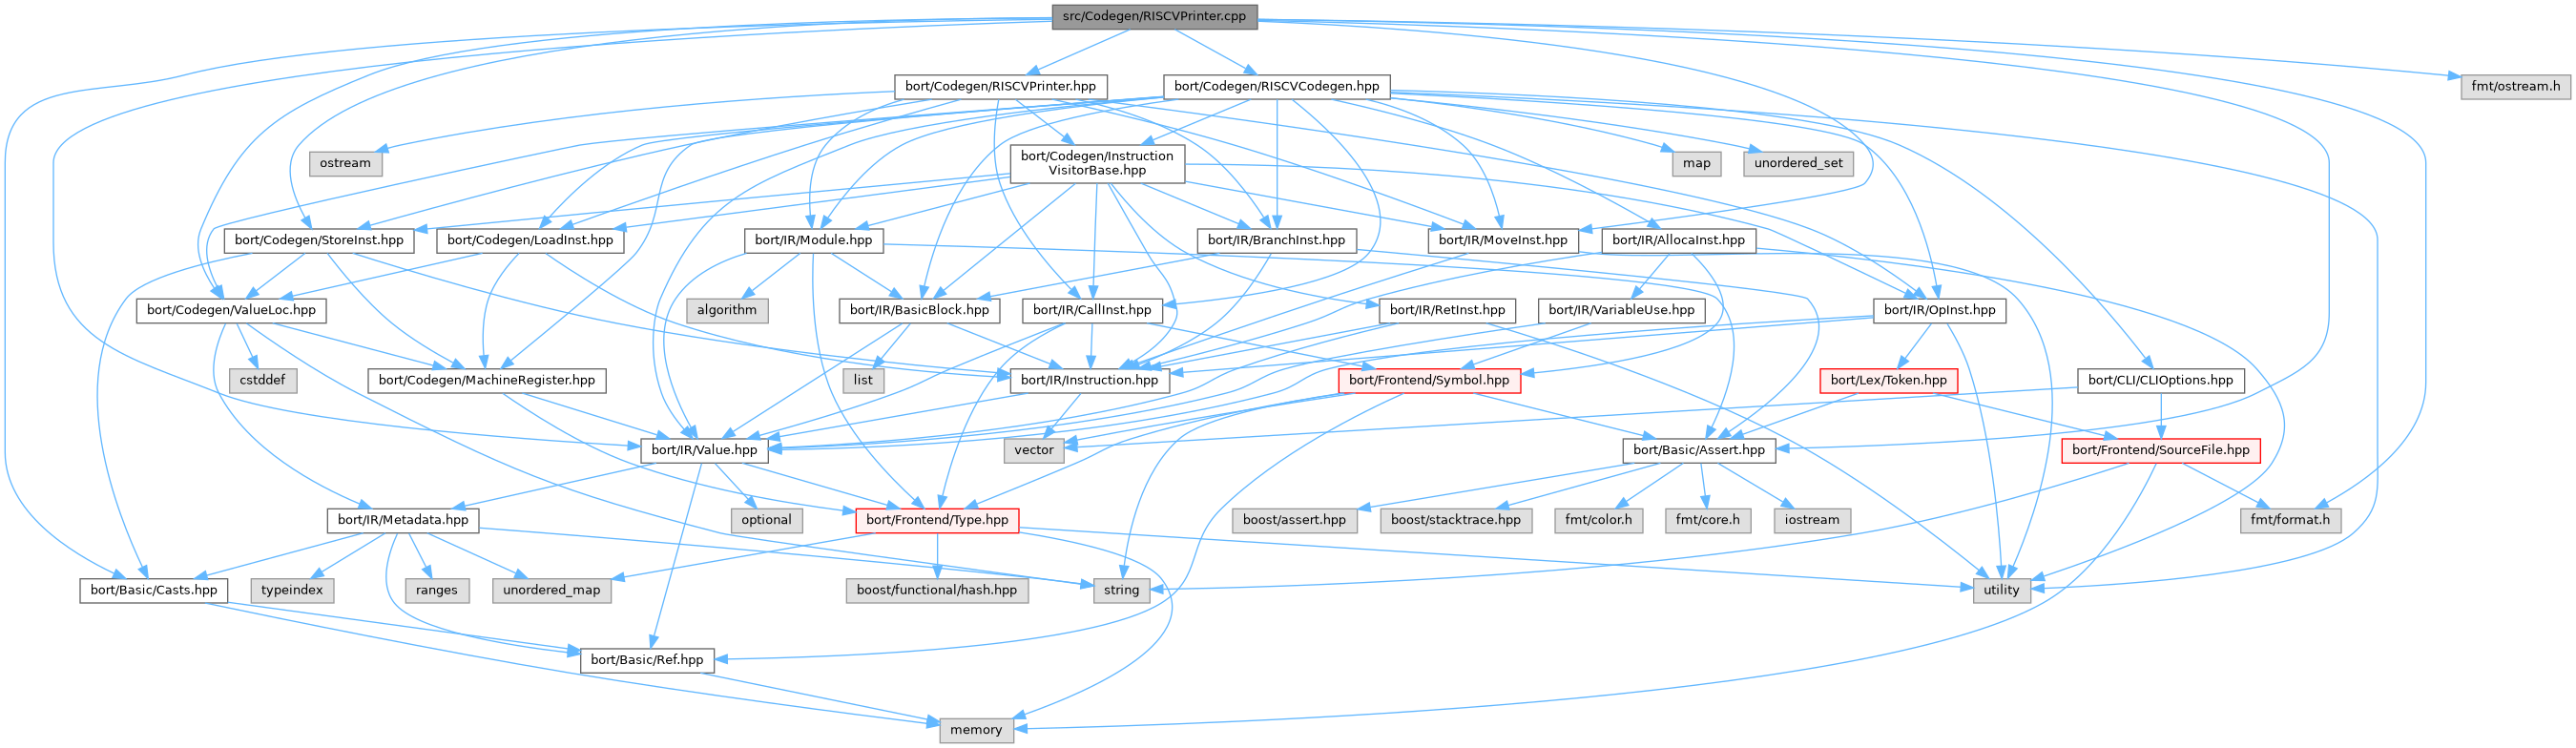 src/Codegen/RISCVPrinter.cpp
bort/Codegen/RISCVPrinter.hpp
bort/Codegen/RISCVCodegen.hpp
fmt/ostream.h
ostream
bort/Codegen/Instruction
VisitorBase.hpp
map
unordered_set
bort/Codegen/StoreInst.hpp
bort/Codegen/LoadInst.hpp
bort/IR/Module.hpp
bort/IR/BranchInst.hpp
bort/IR/MoveInst.hpp
bort/IR/AllocaInst.hpp
bort/Codegen/ValueLoc.hpp
algorithm
bort/IR/BasicBlock.hpp
bort/IR/CallInst.hpp
bort/IR/RetInst.hpp
bort/IR/VariableUse.hpp
bort/IR/OpInst.hpp
cstddef
bort/Codegen/MachineRegister.hpp
list
bort/IR/Instruction.hpp
bort/Frontend/Symbol.hpp
bort/Lex/Token.hpp
bort/CLI/CLIOptions.hpp
bort/IR/Value.hpp
vector
bort/Basic/Assert.hpp
bort/Frontend/SourceFile.hpp
bort/IR/Metadata.hpp
optional
bort/Frontend/Type.hpp
boost/assert.hpp
boost/stacktrace.hpp
fmt/color.h
fmt/core.h
iostream
fmt/format.h
bort/Basic/Casts.hpp
typeindex
ranges
unordered_map
boost/functional/hash.hpp
string
utility
bort/Basic/Ref.hpp
memory